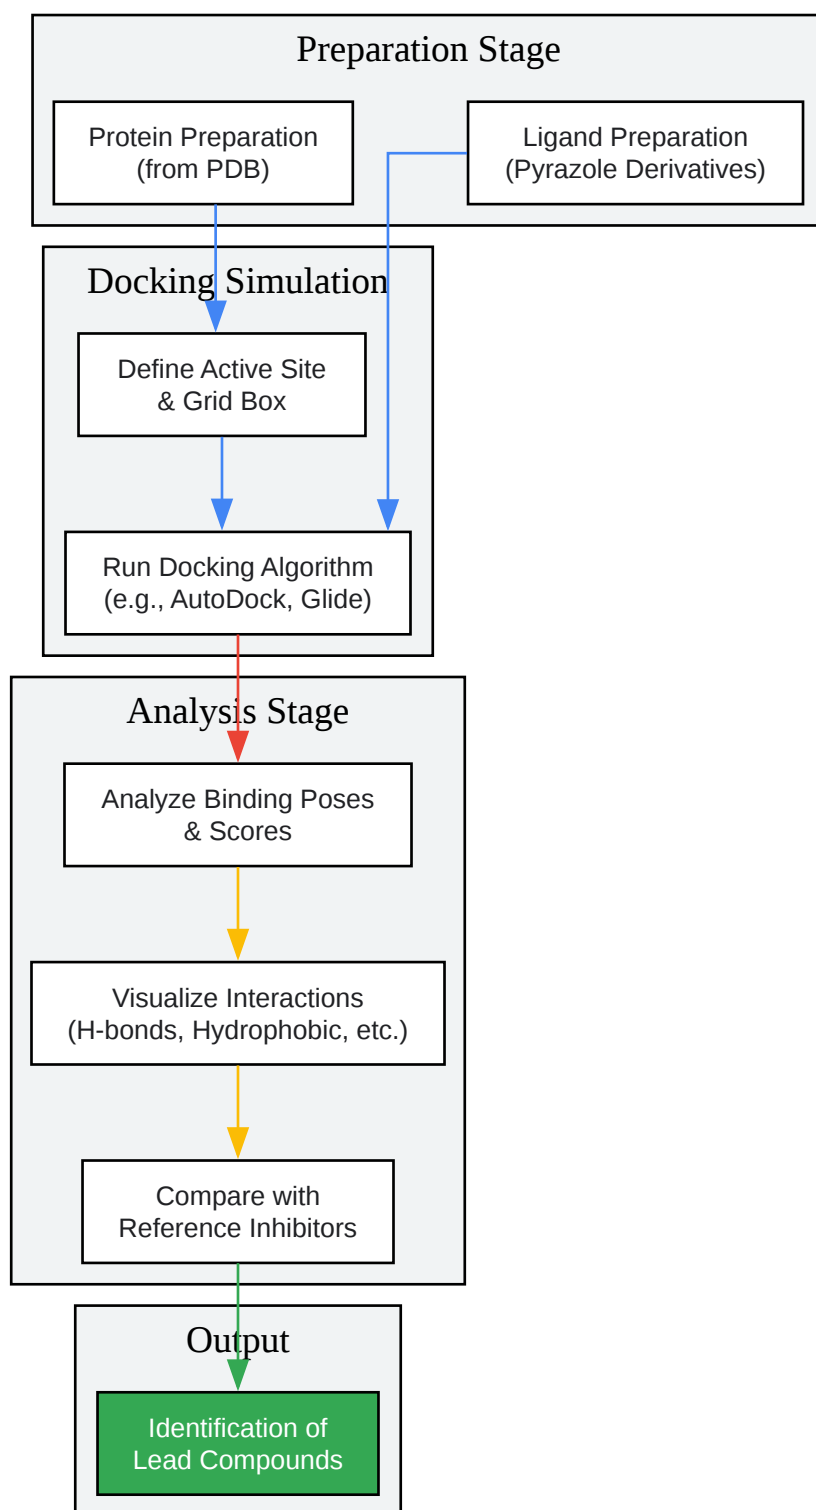 Preparation Stage
Protein Preparation
(from PDB)
Ligand Preparation
(Pyrazole Derivatives)
Docking Simulation
Define Active Site
& Grid Box
Run Docking Algorithm
(e.g., AutoDock, Glide)
Analysis Stage
Analyze Binding Poses
& Scores
Visualize Interactions
(H-bonds, Hydrophobic, etc.)
Compare with
Reference Inhibitors
Output
Identification of
Lead Compounds